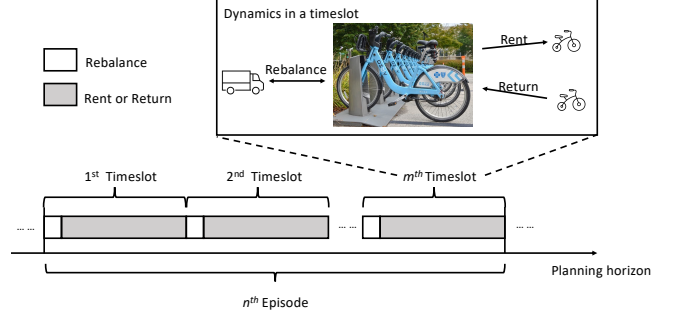 Dynamics in a timeslot
Rent
Rebalance
Return
Rebalance
Rent or Return
1st Timeslot
2nd Timeslot
mth Timeslot
... ...
... ...
... ...
Planning horizon
nth Episode